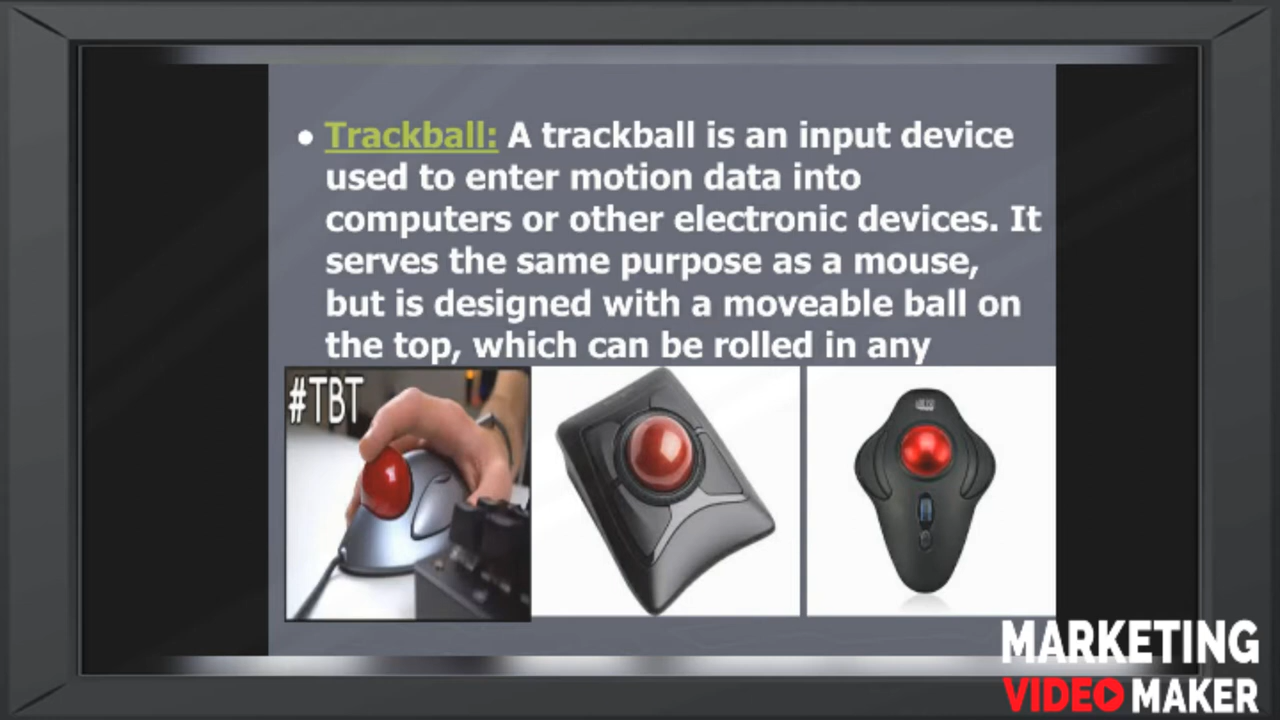 • Trackball: A trackball is an input device
used to enter motion data into
computers or other electronic devices. It
serves the same purpose as a mouse,
but is designed with a moveable ball on
the top, which can be rolled in any
#TBT
MARKETING
VIDEO MAKER